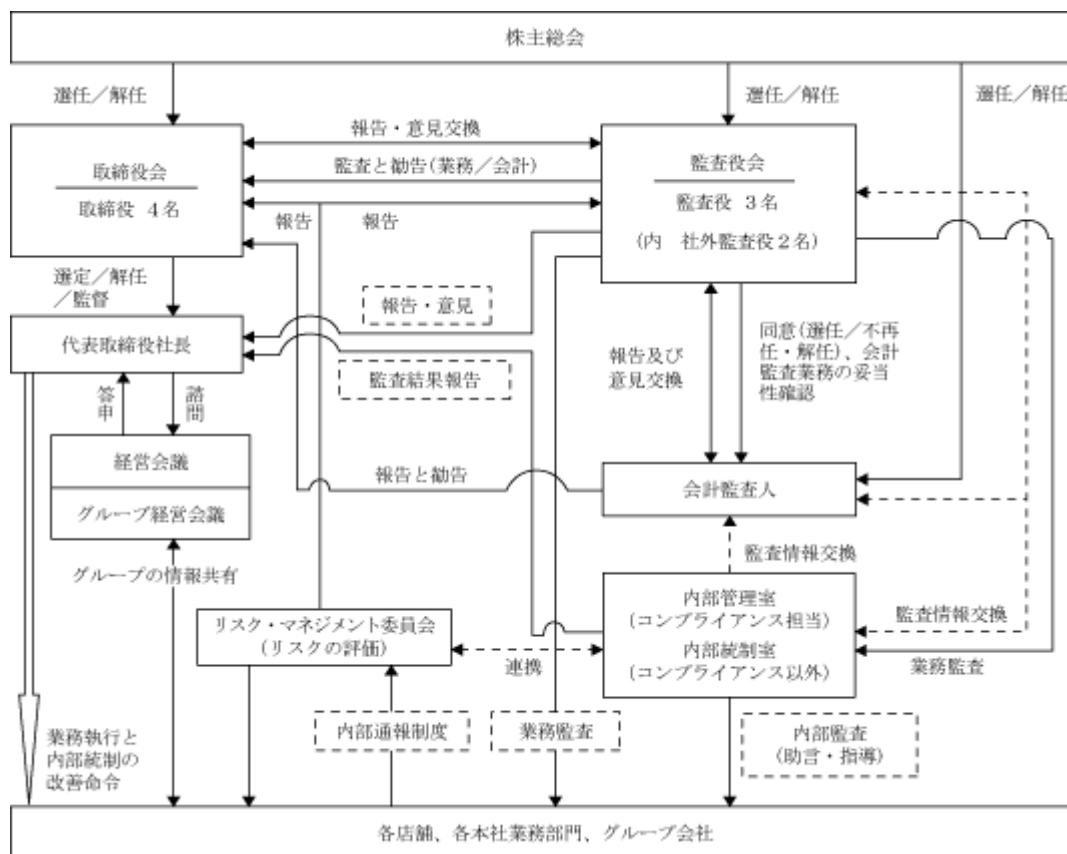 株主総会
選任／解任
選任／解任
選任／解任
報告・意見交換
監査と勧告(業務／会計)
取締役会
取締役 4名
監査役会
監査役 3名
(内 社外監査役2名)
報告
報告
選定／解任
／監督
報告・意見
代表取締役社長
監査結果報告
報告及び
意見交換
同意(選任／不再
任・解任)、会計
監査業務の妥当
性確認
答申
諮問
経営会議
グループ経営会議
報告と勧告
会計監査人
グループの情報共有
監査情報交換
リスク・マネジメント委員会
(リスクの評価)
連携
内部管理室
(コンプライアンス担当)
内部統制室
(コンプライアンス以外)
監査情報交換
業務監査
業務執行と
内部統制の
改善命令
内部通報制度
業務監査
内部監査
(助言・指導)
各店舗、各本社業務部門、グループ会社